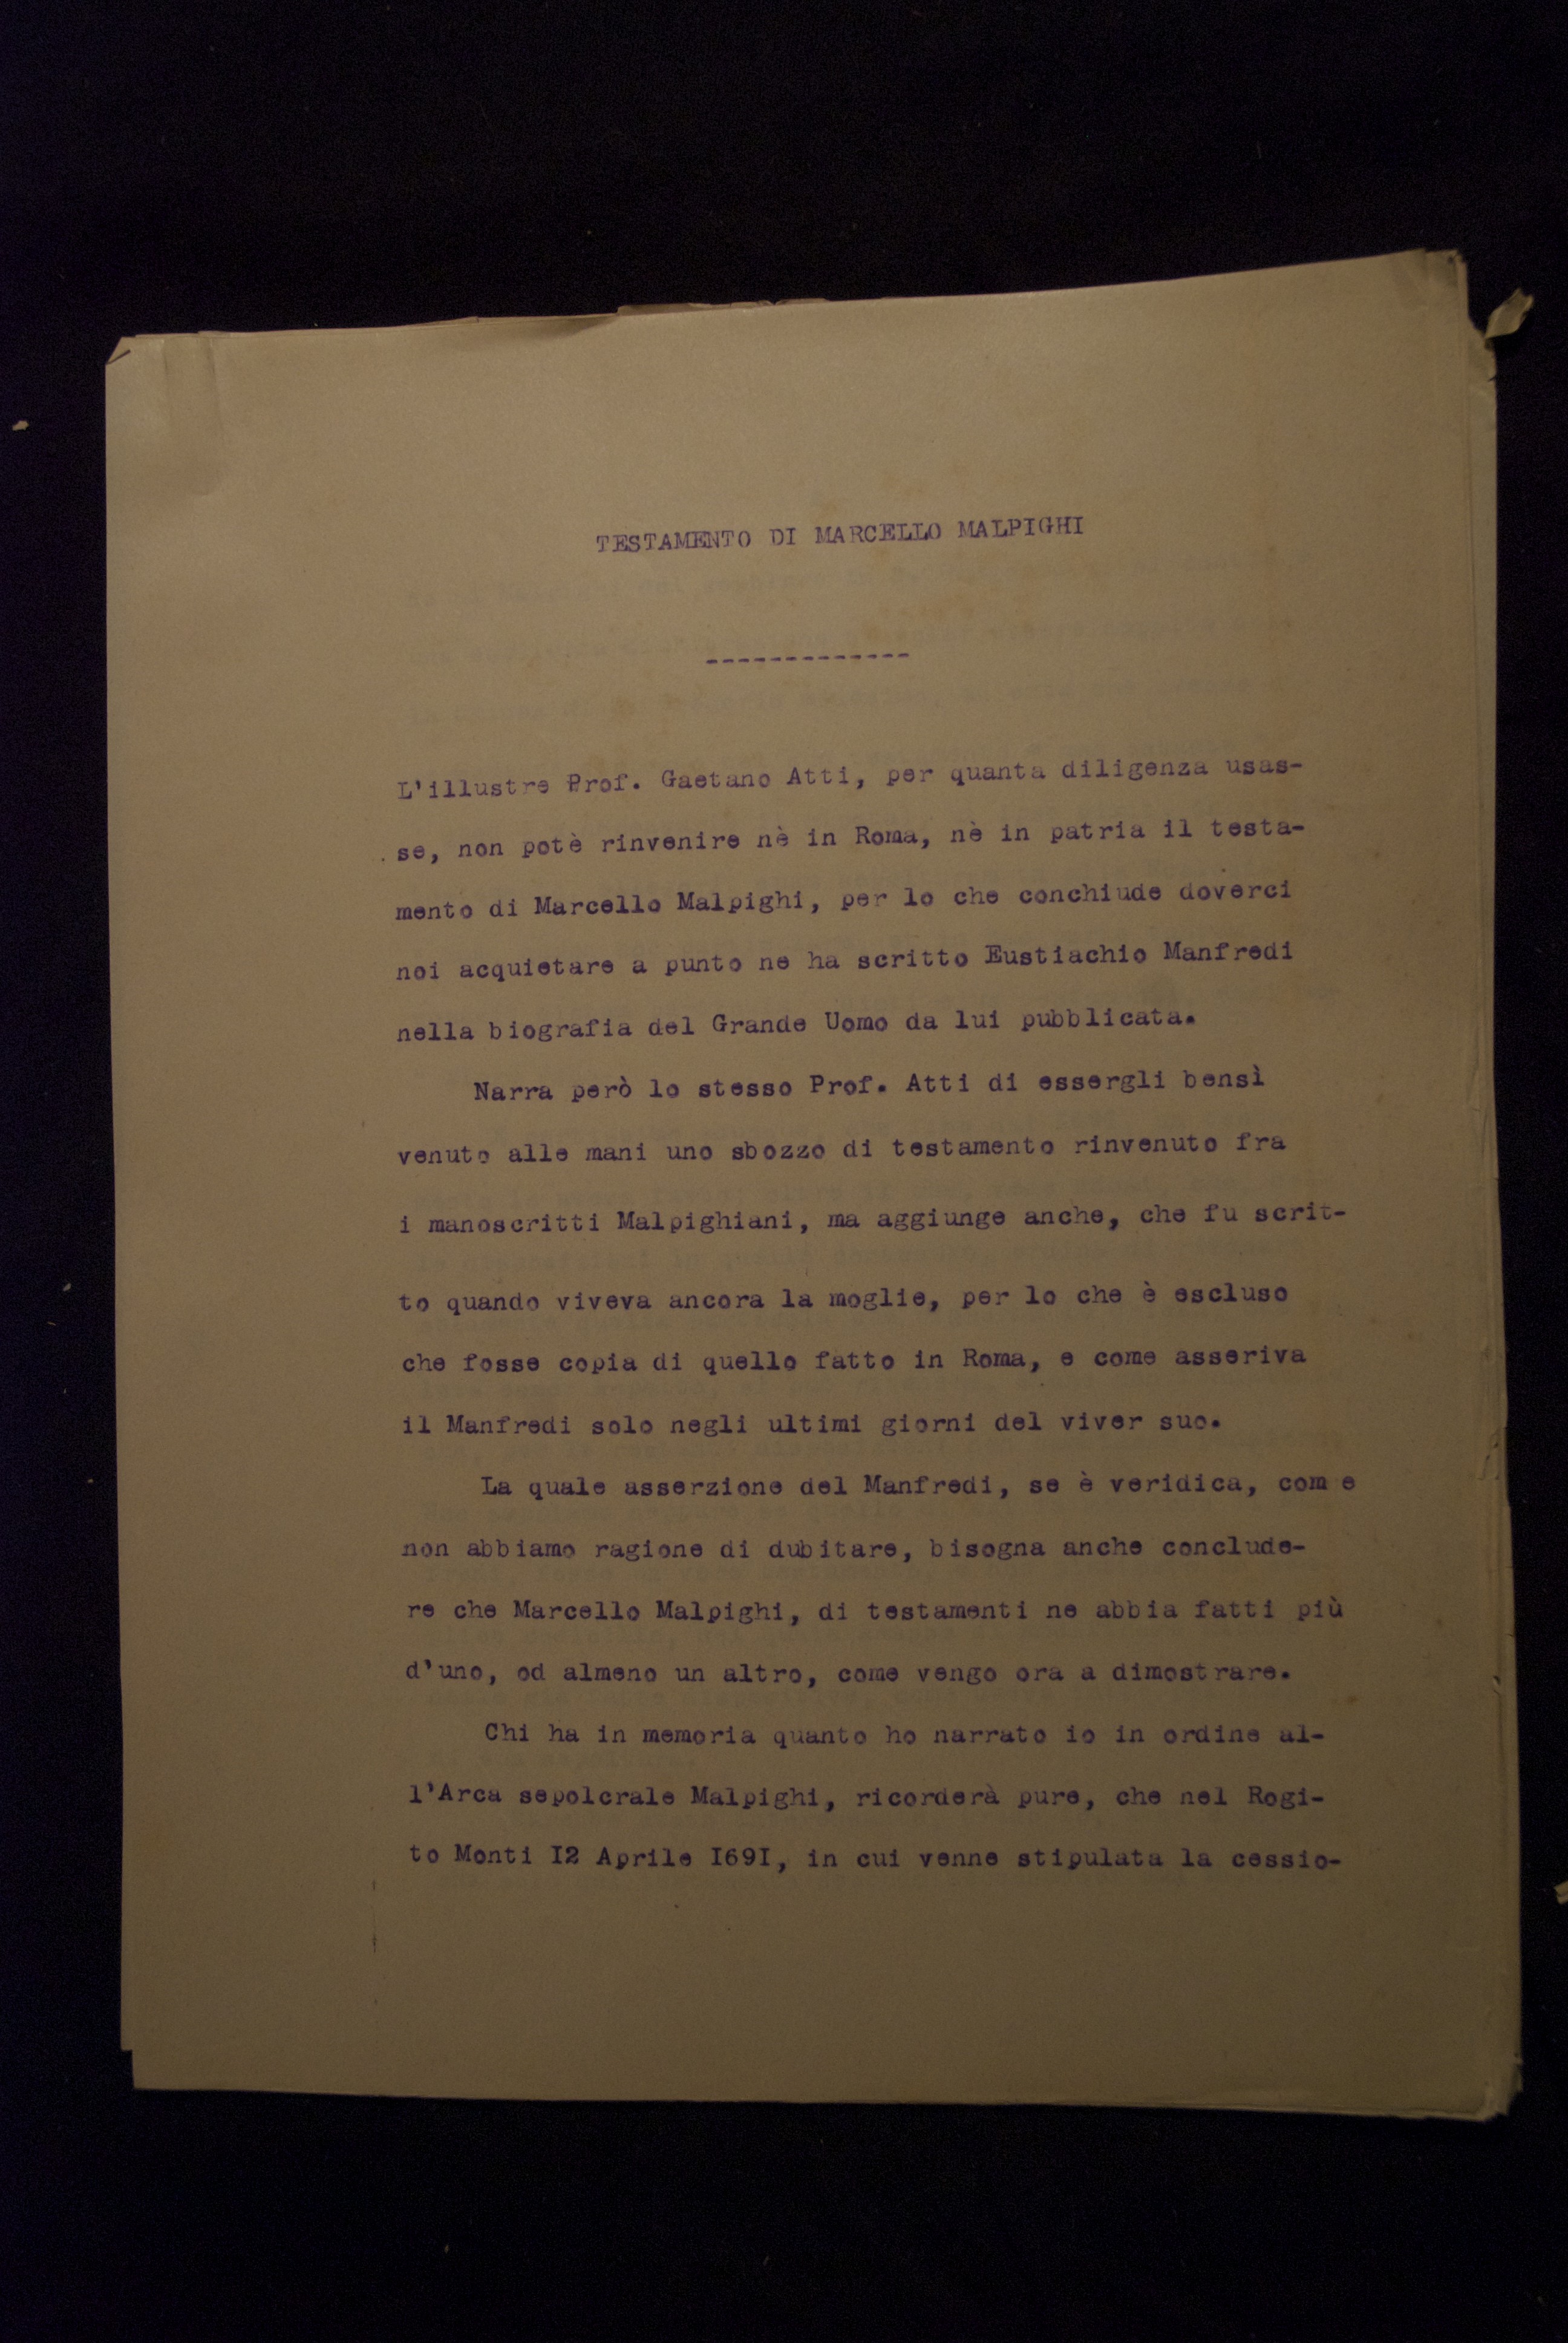 TESTAMENTO DI MARCELLO MALPIGHI
-------------
L'illustre Prof. Gaetano Atti, per quanta diligenza usas-
se, non potè rinvenire nè in Roma, nè in patria il testa-
mento di Marcello Malpighi, per lo che conchiude doverci
noi acquietare a punto ne ha scritto Eustiachio Manfredi
nella biografia del Grande Uomo da lui pubblicata.
Narra però lo stesso Prof. Atti di essergli bensì
venuto alle mani uno sbozzo di testamento rinvenuto fra
i manoscritti Malpighiani, ma aggiunge anche, che fu scrit-
to quando viveva ancora la moglie, per lo che è escluso
che fosse copia di quello fatto in Roma, e come asseriva
il Manfredi solo negli ultimi giorni del viver suo.
La quale asserzione del Manfredi, se è veridica, com e
non abbiamo ragione di dubitare, bisogna anche conclude-
re che Marcello Malpighi, di testamenti ne abbia fatti più
d'uno, od almeno un altro, come vengo ora a dimostrare.
Chi ha in memoria quanto ho narrato io in ordine al-
l'Arca sepolcrale Malpighi, ricorderà pure, che nel Rogi-
to Monti I2 Aprile I69I, in cui venne stipulata la cessio-